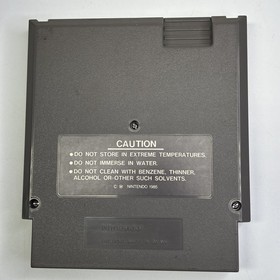 CAUTION
• DO NOT STORE IN EXTREME TEMPERATURES.
• DO NOT IMMERSE IN WATER.
• DO NOT CLEAN WITH BENZENE, THINNER,
ALCOHOL OR OTHER SUCH SOLVENTS.
NINTENDO 1985